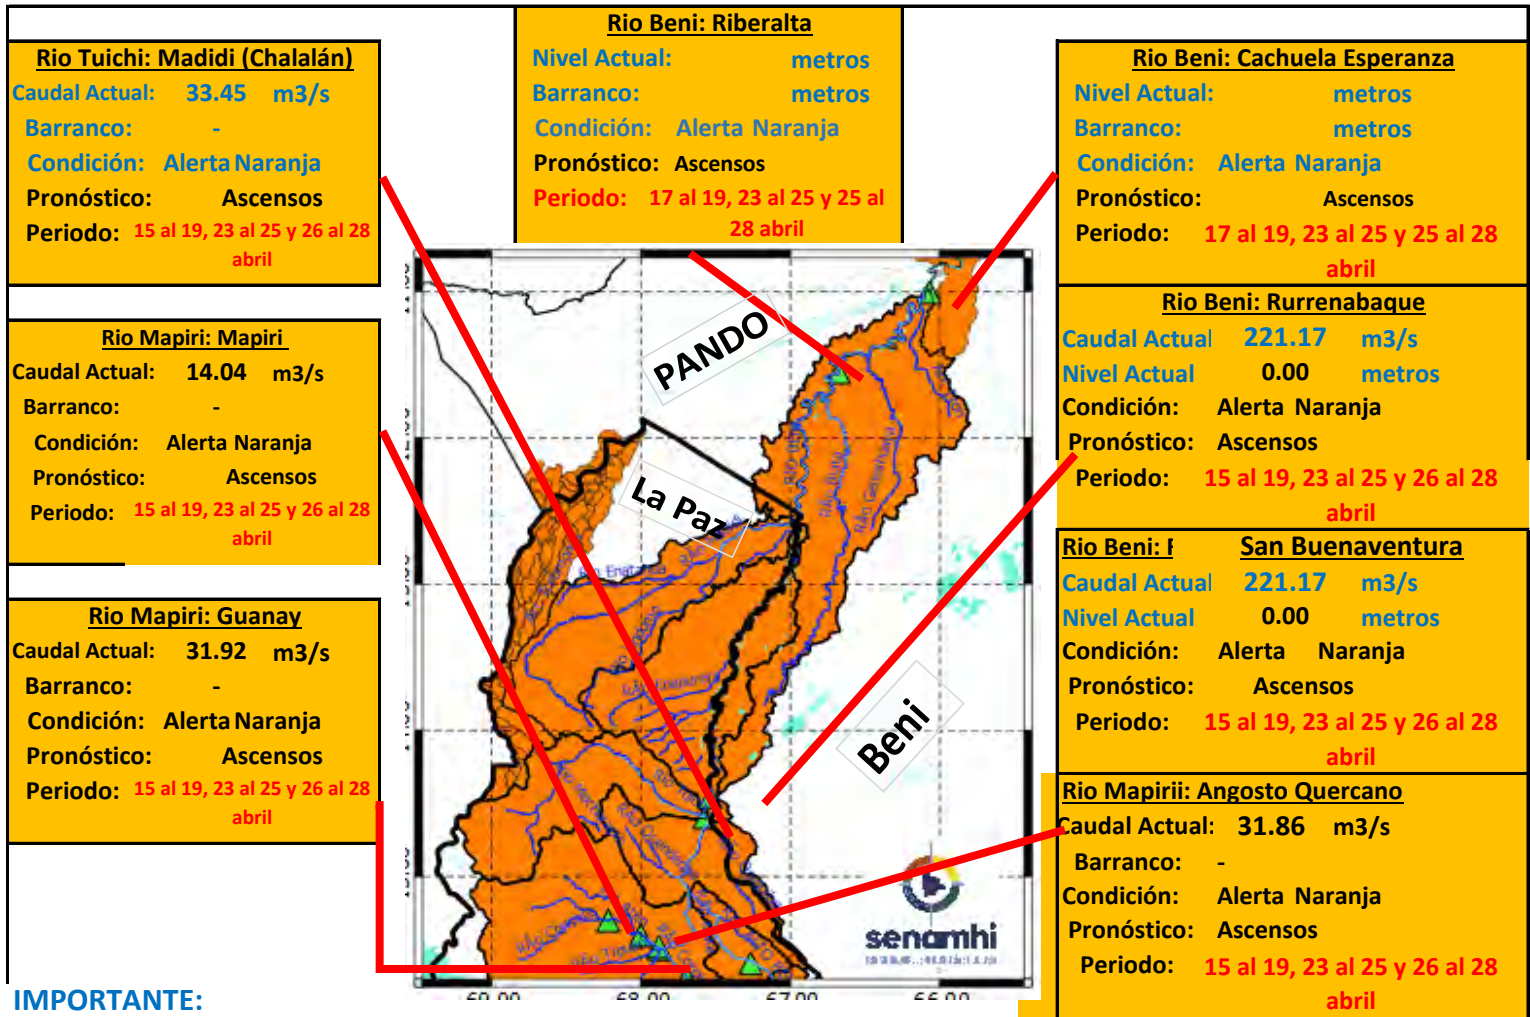 Rio Tuichi: Madidi (Chalalán)
Caudal Actual: 33.45 m3/s
Barranco: -
Condición: Alerta Naranja
Pronóstico: Ascensos
Periodo: 15 al 19, 23 al 25 y 26 al 28
abril
Rio Mapiri: Mapiri
Caudal Actual: 14.04 m3/s
Barranco: -
Condición: Alerta Naranja
Pronóstico: Ascensos
Periodo: 15 al 19, 23 al 25 y 26 al 28
abril
Rio Mapiri: Guanay
Caudal Actual: 31.92 m3/s
Barranco: -
Condición: Alerta Naranja
Pronóstico: Ascensos
Periodo: 15 al 19, 23 al 25 y 26 al 28
abril
Rio Beni: Riberalta
Nivel Actual: metros
Barranco: metros
Condición: Alerta Naranja
Pronóstico: Ascensos
Periodo: 17 al 19, 23 al 25 y 25 al
28 abril
PANDO
La Paz
Beni
senamhi
Rio Beni: Cachuela Esperanza
Nivel Actual: metros
Barranco: metros
Condición: Alerta Naranja
Pronóstico: Ascensos
Periodo: 17 al 19, 23 al 25 y 25 al 28
abril
Rio Beni: Rurrenabaque
Caudal Actual 221.17 m3/s
Nivel Actual 0.00 metros
Condición: Alerta Naranja
Pronóstico: Ascensos
Periodo: 15 al 19, 23 al 25 y 26 al 28
abril
Rio Beni: San Buenaventura
Caudal Actual 221.17 m3/s
Nivel Actual 0.00 metros
Condición: Alerta Naranja
Pronóstico: Ascensos
Periodo: 15 al 19, 23 al 25 y 26 al 28
abril
Rio Mapirii: Angosto Quercano
Caudal Actual: 31.86 m3/s
Barranco: -
Condición: Alerta Naranja
Pronóstico: Ascensos
Periodo: 15 al 19, 23 al 25 y 26 al 28
abril
IMPORTANTE: